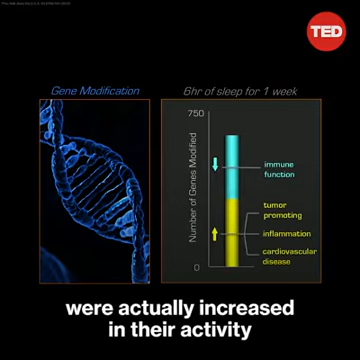 TED
Gene Modification
6hr of sleep for 1 week
750
Number of Genes Modified
0
immune
function
tumor
promoting
inflammation
cardiovascular
disease
were actually increased
in their activity